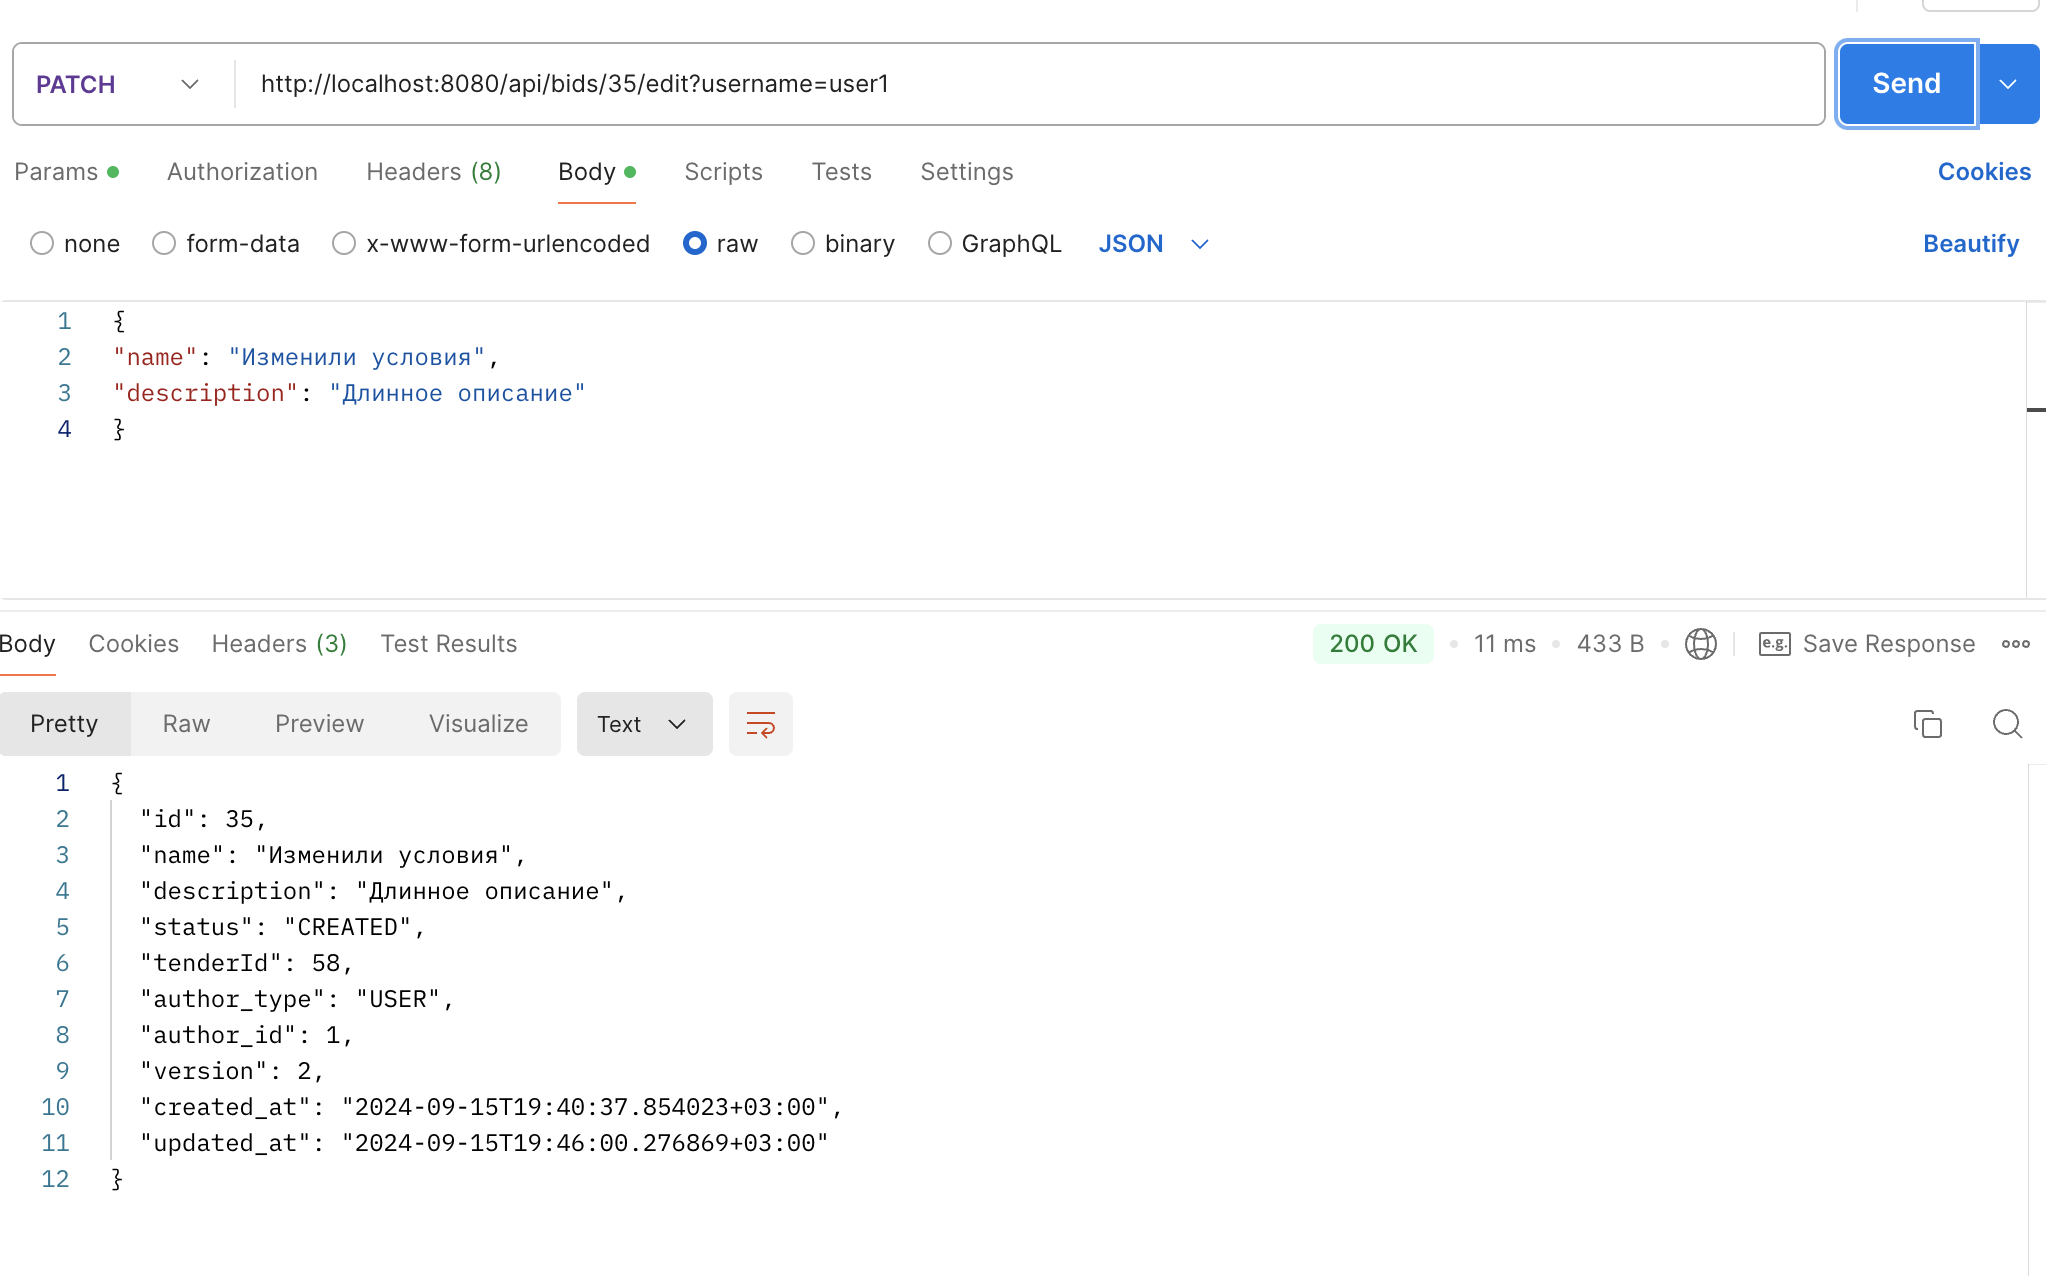 PATCH http://localhost:8080/api/bids/35/edit?username=user1 Send
Params Authorization Headers (8) Body Scripts Tests Settings Cookies
none form-data x-www-form-urlencoded raw binary GraphQL JSON Beautify
1 {
2 "name": "Изменили условия",
3 "description": "Длинное описание"
4 }
Body Cookies Headers (3) Test Results 200 OK 11 ms 433 B e.g. Save Response
Pretty Raw Preview Visualize Text
1 {
2 "id": 35,
3 "name": "Изменили условия",
4 "description": "Длинное описание",
5 "status": "CREATED",
6 "tenderId": 58,
7 "author_type": "USER",
8 "author_id": 1,
9 "version": 2,
10 "created_at": "2024-09-15T19:40:37.854023+03:00",
11 "updated_at": "2024-09-15T19:46:00.276869+03:00"
12 }